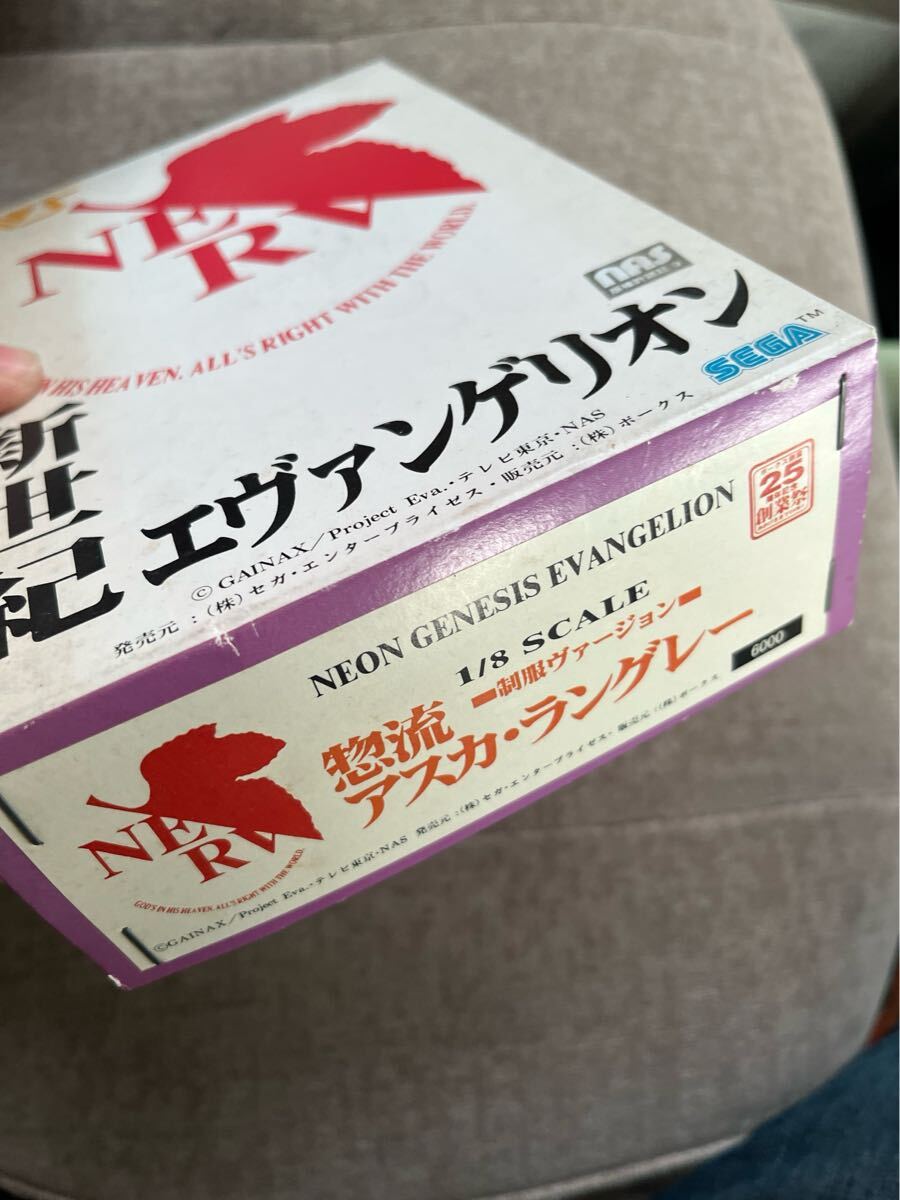 NERV
IN HIS HEAVEN. ALL'S RIGHT WITH THE WORLD.
nas
新世紀
エヴァンゲリオン
SEGA™
©GAINAX／Project Eva.・テレビ東京・NAS
発売元：(株)セガ・エンタープライゼス・販売元：(株)ボークス
NEON GENESIS EVANGELION
1/8 SCALE
制服ヴァージョン
惣流
アスカ・ラングレー
6000
25
創業祭
NERV
GOD'S IN HIS HEAVEN. ALL'S RIGHT WITH THE WORLD.
©GAINAX／Project Eva.・テレビ東京・NAS 発売元：(株)セガ・エンタープライゼス・販売元：(株)ボークス